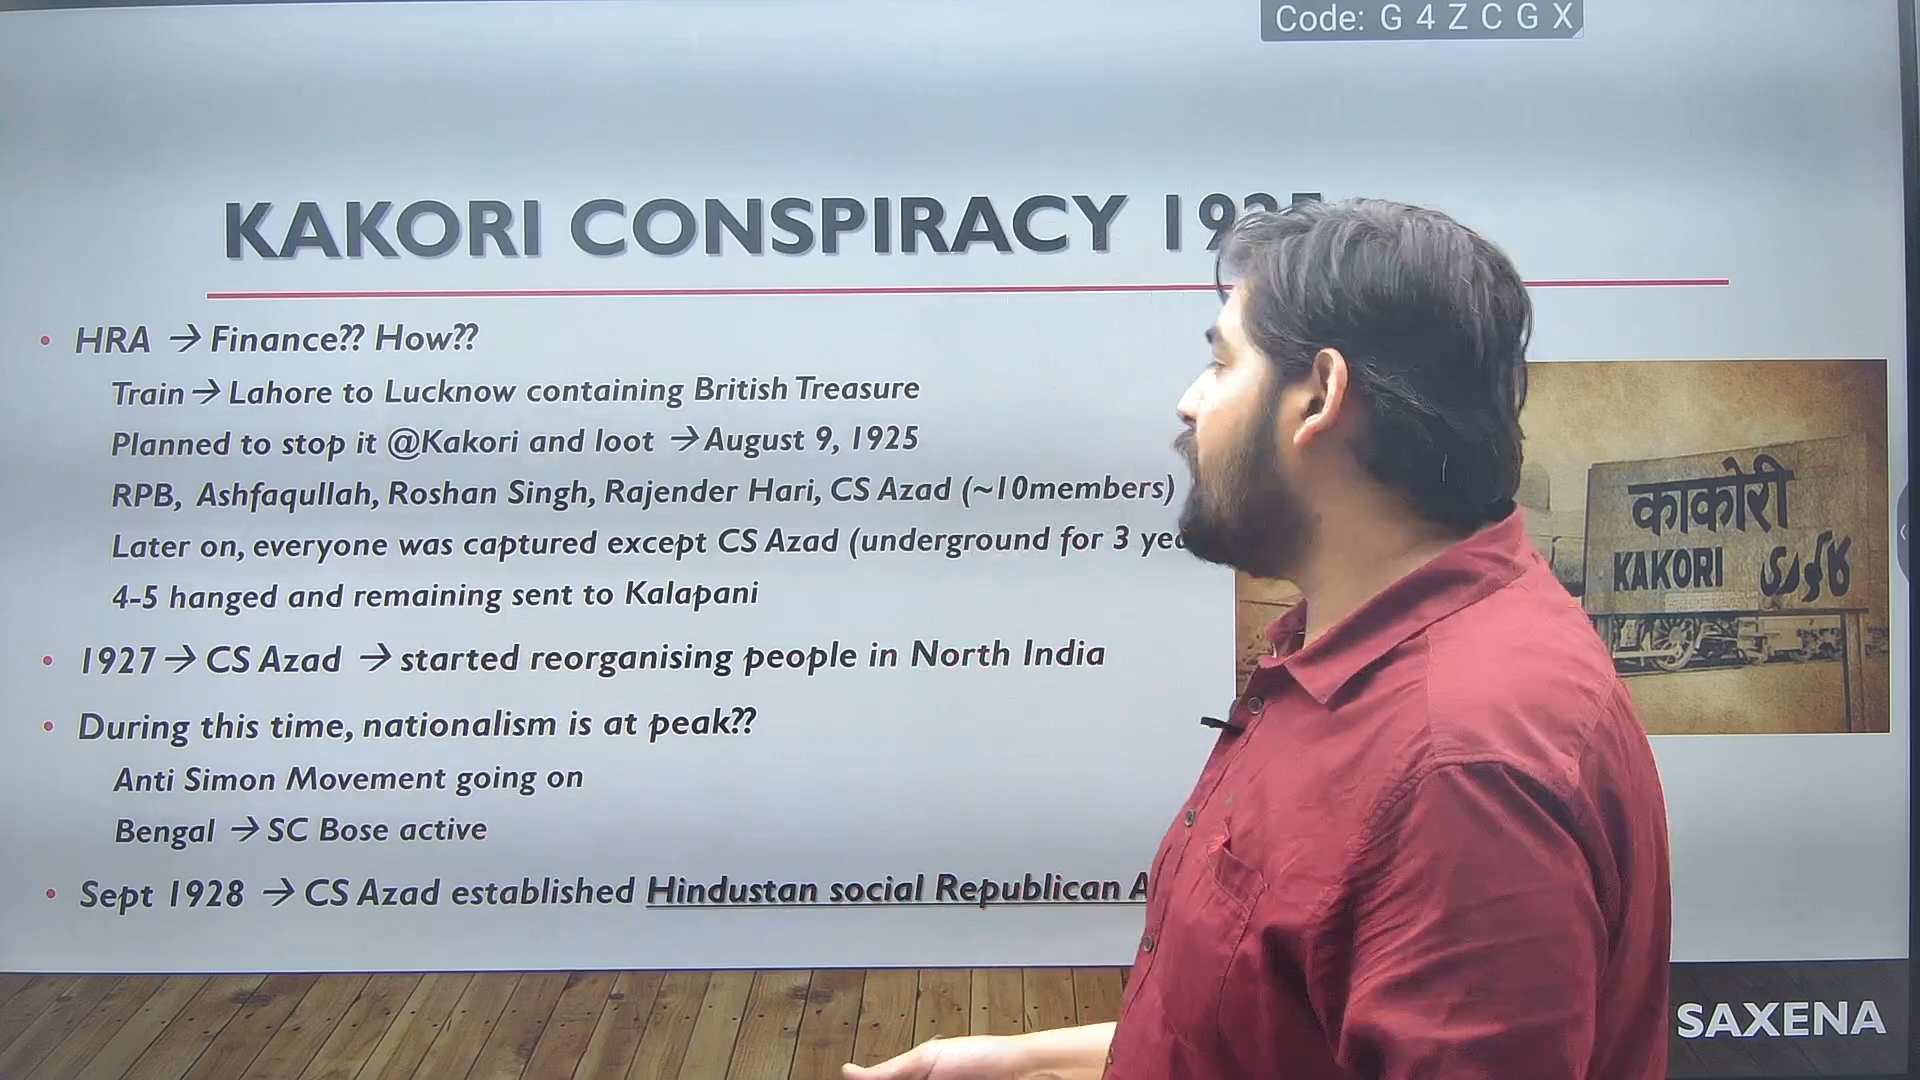 Code: G 4 Z C G X
KAKORI CONSPIRACY 1925
• HRA → Finance?? How??
Train → Lahore to Lucknow containing British Treasure
Planned to stop it @Kakori and loot → August 9, 1925
RPB, Ashfaqullah, Roshan Singh, Rajender Hari, CS Azad (~10members)
Later on, everyone was captured except CS Azad (underground for 3
4-5 hanged and remaining sent to Kalapani
• 1927 → CS Azad → started reorganising people in North India
• During this time, nationalism is at peak??
Anti Simon Movement going on
Bengal → SC Bose active
• Sept 1928 → CS Azad established Hindustan social Republican
काकोरी
KAKORI کاکوری
SAXENA